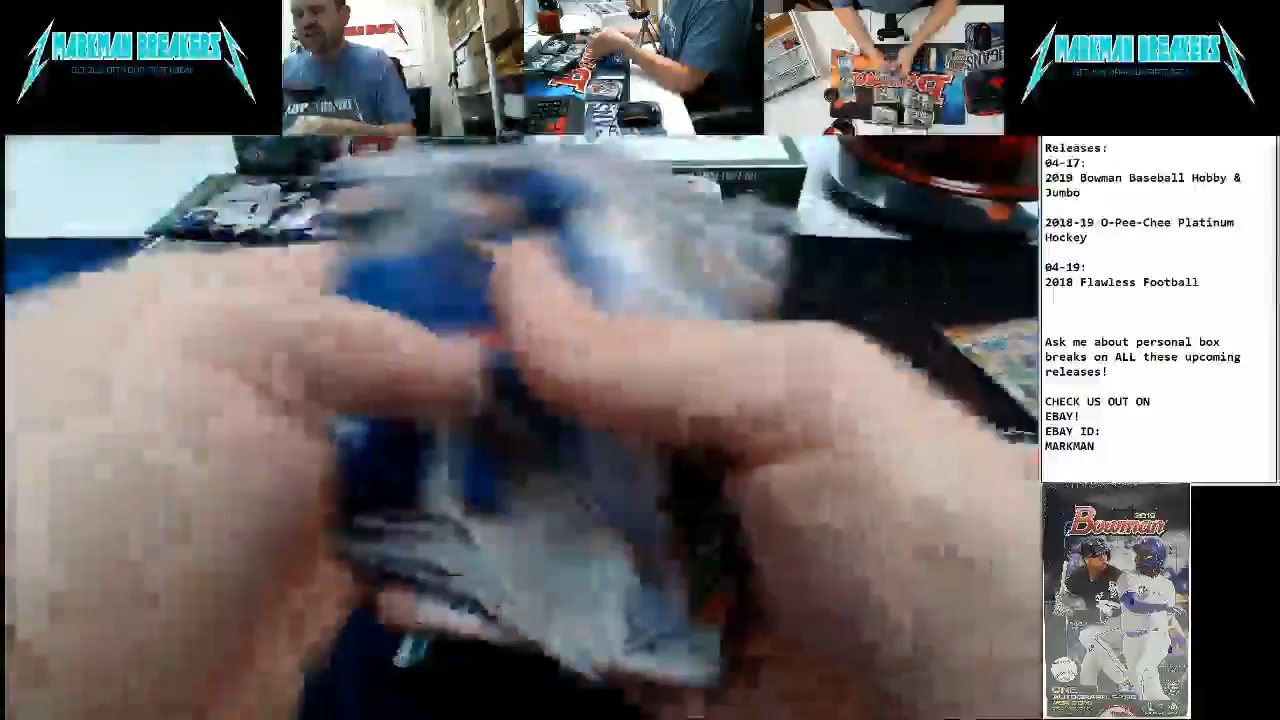 MARKMAN BREAKERS
MARKMAN BREAKERS
Releases:
04-17:
2019 Bowman Baseball Hobby &
Jumbo
2018-19 O-Pee-Chee Platinum
Hockey
04-19:
2018 Flawless Football
Ask me about personal box
breaks on ALL these upcoming
releases!
CHECK US OUT ON
EBAY!
EBAY ID:
MARKMAN
2019
Bowman
ONE